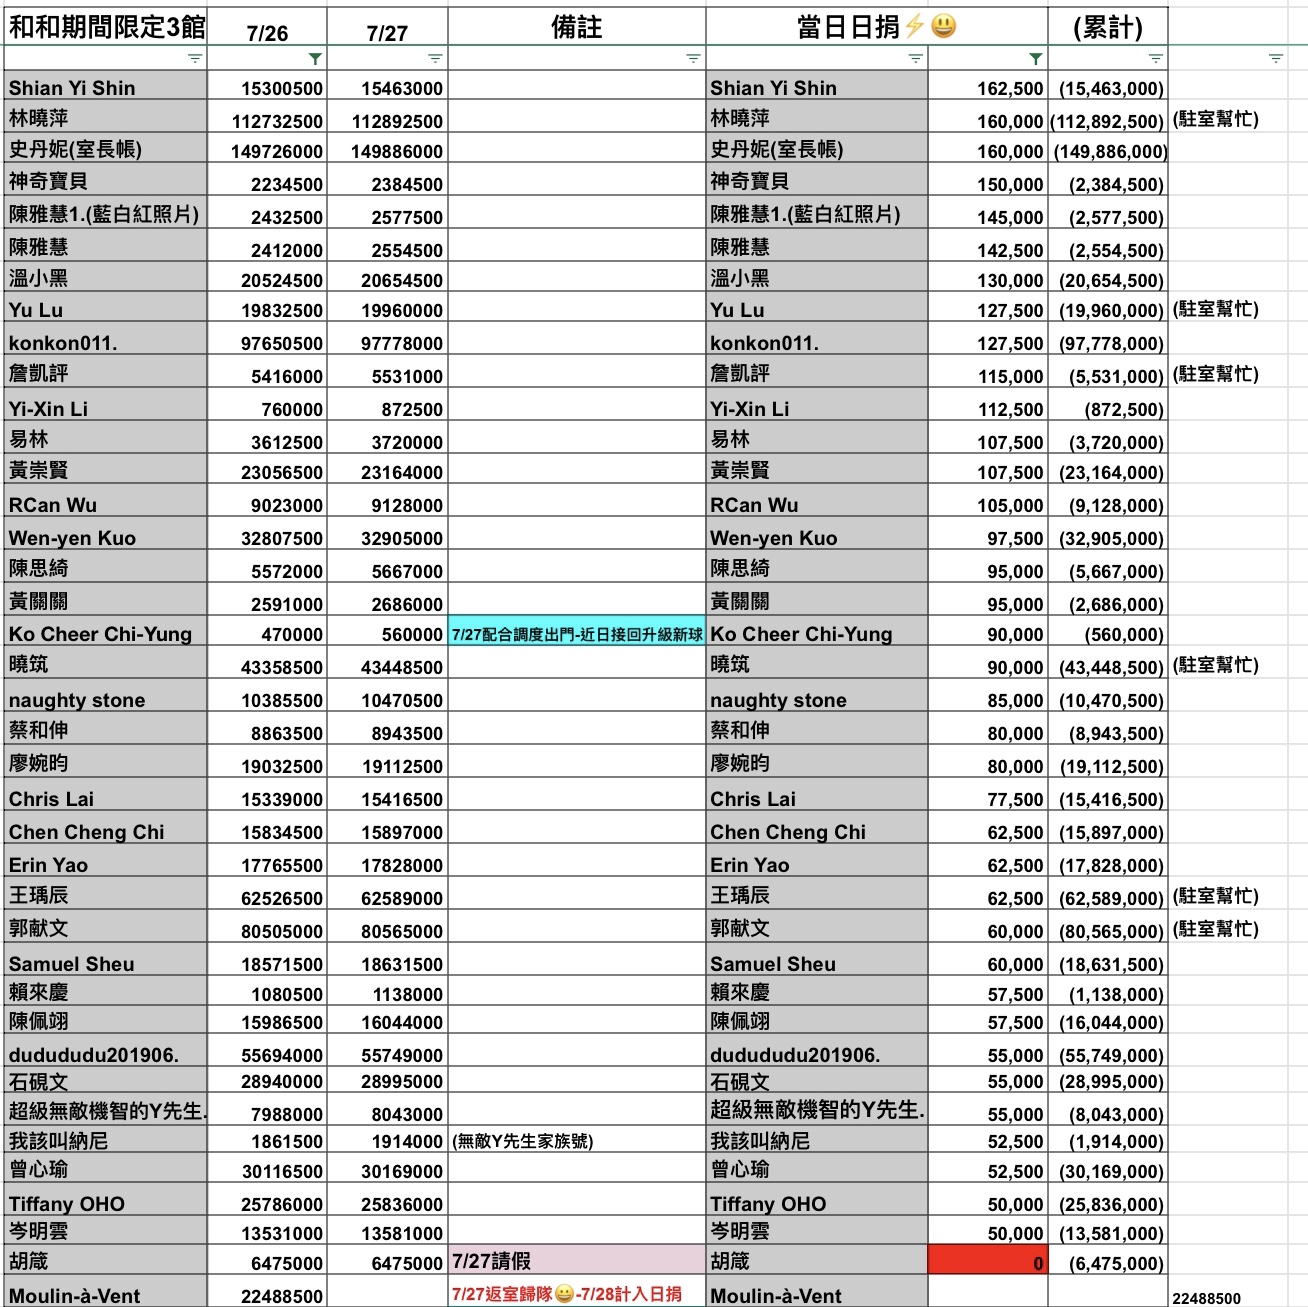 和和期間限定3館 7/26 7/27 備註 當日日捐⚡😃 (累計)
Shian Yi Shin 15300500 15463000 Shian Yi Shin 162,500 (15,463,000)
林曉萍 112732500 112892500 林曉萍 160,000 (112,892,500) (駐室幫忙)
史丹妮(室長帳) 149726000 149886000 史丹妮(室長帳) 160,000 (149,886,000)
神奇寶貝 2234500 2384500 神奇寶貝 150,000 (2,384,500)
陳雅慧1.(藍白紅照片) 2432500 2577500 陳雅慧1.(藍白紅照片) 145,000 (2,577,500)
陳雅慧 2412000 2554500 陳雅慧 142,500 (2,554,500)
溫小黑 20524500 20654500 溫小黑 130,000 (20,654,500)
Yu Lu 19832500 19960000 Yu Lu 127,500 (19,960,000) (駐室幫忙)
konkon011. 97650500 97778000 konkon011. 127,500 (97,778,000)
詹凱評 5416000 5531000 詹凱評 115,000 (5,531,000) (駐室幫忙)
Yi-Xin Li 760000 872500 Yi-Xin Li 112,500 (872,500)
易林 3612500 3720000 易林 107,500 (3,720,000)
黃崇賢 23056500 23164000 黃崇賢 107,500 (23,164,000)
RCan Wu 9023000 9128000 RCan Wu 105,000 (9,128,000)
Wen-yen Kuo 32807500 32905000 Wen-yen Kuo 97,500 (32,905,000)
陳思綺 5572000 5667000 陳思綺 95,000 (5,667,000)
黃關關 2591000 2686000 黃關關 95,000 (2,686,000)
Ko Cheer Chi-Yung 470000 560000 7/27配合調度出門-近日接回升級新球 Ko Cheer Chi-Yung 90,000 (560,000)
曉筑 43358500 43448500 曉筑 90,000 (43,448,500) (駐室幫忙)
naughty stone 10385500 10470500 naughty stone 85,000 (10,470,500)
蔡和伸 8863500 8943500 蔡和伸 80,000 (8,943,500)
廖婉昀 19032500 19112500 廖婉昀 80,000 (19,112,500)
Chris Lai 15339000 15416500 Chris Lai 77,500 (15,416,500)
Chen Cheng Chi 15834500 15897000 Chen Cheng Chi 62,500 (15,897,000)
Erin Yao 17765500 17828000 Erin Yao 62,500 (17,828,000)
王瑀辰 62526500 62589000 王瑀辰 62,500 (62,589,000) (駐室幫忙)
郭献文 80505000 80565000 郭献文 60,000 (80,565,000) (駐室幫忙)
Samuel Sheu 18571500 18631500 Samuel Sheu 60,000 (18,631,500)
賴來慶 1080500 1138000 賴來慶 57,500 (1,138,000)
陳佩翊 15986500 16044000 陳佩翊 57,500 (16,044,000)
dudududu201906. 55694000 55749000 dudududu201906. 55,000 (55,749,000)
石硯文 28940000 28995000 石硯文 55,000 (28,995,000)
超級無敵機智的Y先生. 7988000 8043000 超級無敵機智的Y先生. 55,000 (8,043,000)
我該叫納尼 1861500 1914000 (無敵Y先生家族號) 我該叫納尼 52,500 (1,914,000)
曾心瑜 30116500 30169000 曾心瑜 52,500 (30,169,000)
Tiffany OHO 25786000 25836000 Tiffany OHO 50,000 (25,836,000)
岑明雲 13531000 13581000 岑明雲 50,000 (13,581,000)
胡箴 6475000 6475000 7/27請假 胡箴 0 (6,475,000)
Moulin-à-Vent 22488500 7/27返室歸隊😀-7/28計入日捐 Moulin-à-Vent 22488500